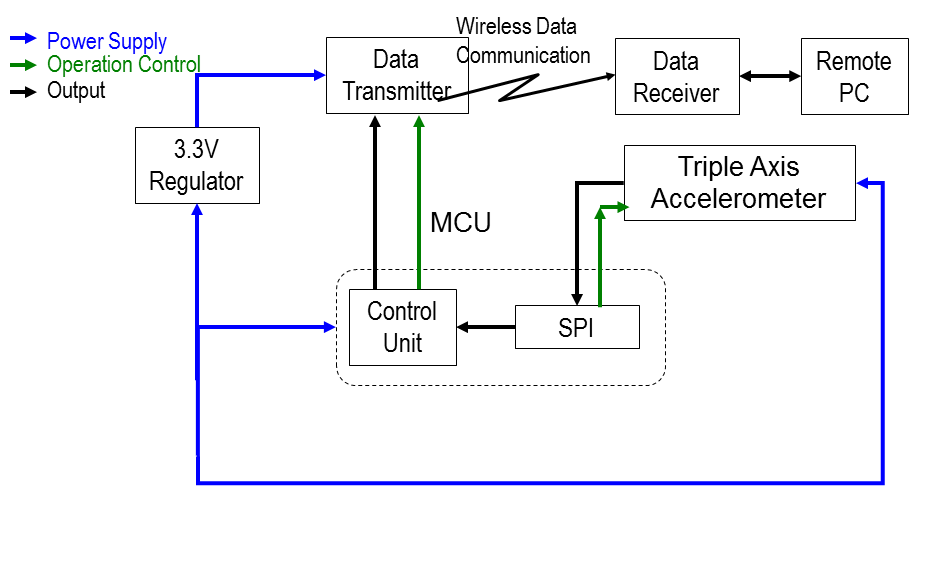 Power Supply
Operation Control
Output
Wireless Data
Communication
Data
Transmitter
Data
Receiver
Remote
PC
3.3V
Regulator
Triple Axis
Accelerometer
MCU
Control
Unit
SPI